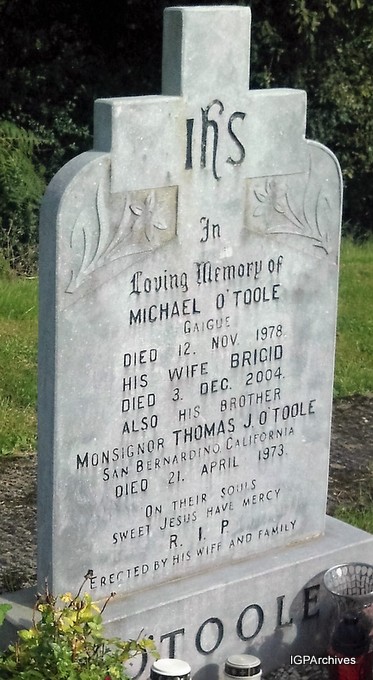 IHS
In
Loving Memory of
MICHAEL O'TOOLE
GAIGUE
DIED 12. NOV. 1978.
HIS WIFE BRIGID
DIED 3. DEC. 2004.
ALSO HIS BROTHER
MONSIGNOR THOMAS J. O'TOOLE
SAN BERNARDINO, CALIFORNIA
DIED 21. APRIL 1973.
ON THEIR SOULS
SWEET JESUS HAVE MERCY
R. I. P
ERECTED BY HIS WIFE AND FAMILY
O'TOOLE
IGPArchives